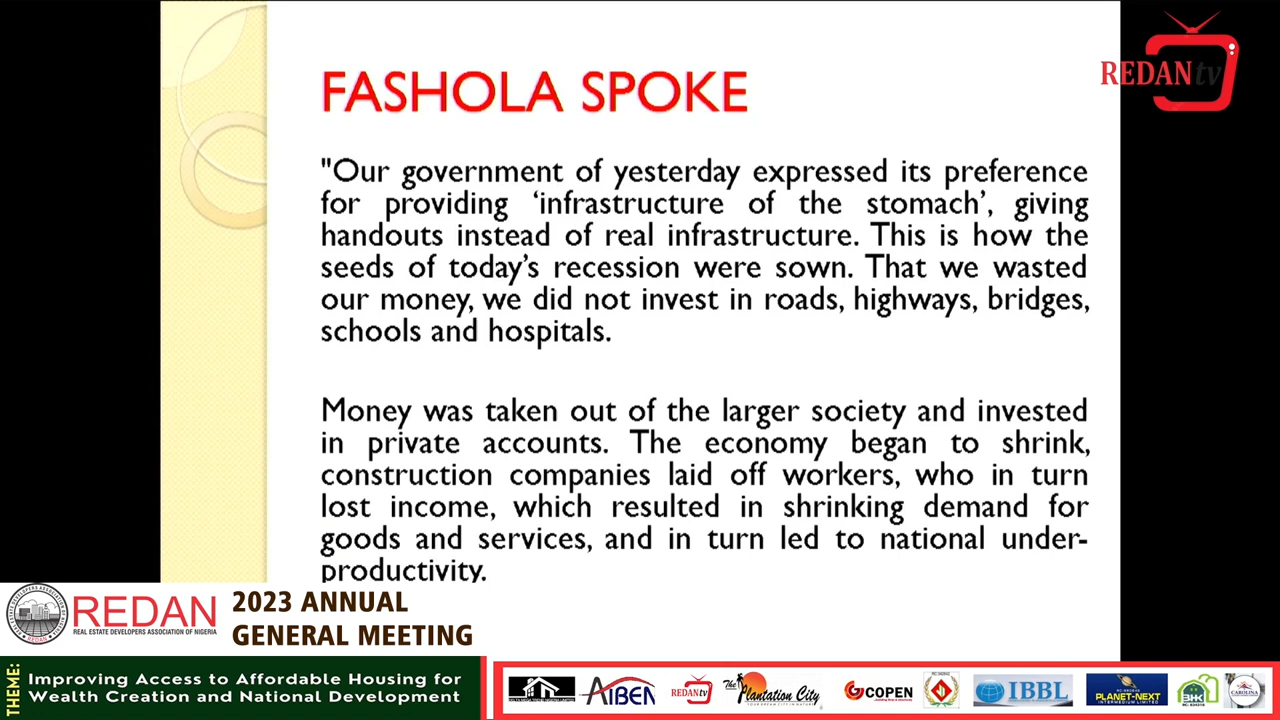 FASHOLA SPOKE
REDANtv
"Our government of yesterday expressed its preference
for providing ‘infrastructure of the stomach’, giving
handouts instead of real infrastructure. This is how the
seeds of today’s recession were sown. That we wasted
our money, we did not invest in roads, highways, bridges,
schools and hospitals.
Money was taken out of the larger society and invested
in private accounts. The economy began to shrink,
construction companies laid off workers, who in turn
lost income, which resulted in shrinking demand for
goods and services, and in turn led to national under-
productivity.
REDAN
REAL ESTATE DEVELOPERS ASSOCIATION OF NIGERIA
2023 ANNUAL
GENERAL MEETING
THEME:
Improving Access to Affordable Housing for
Wealth Creation and National Development
AIBEN
REDANtv
The Plantation City
COPEN
IBBL
PLANET-NEXT
INTERMEDIUM LIMITED
BHK
CAROLINA